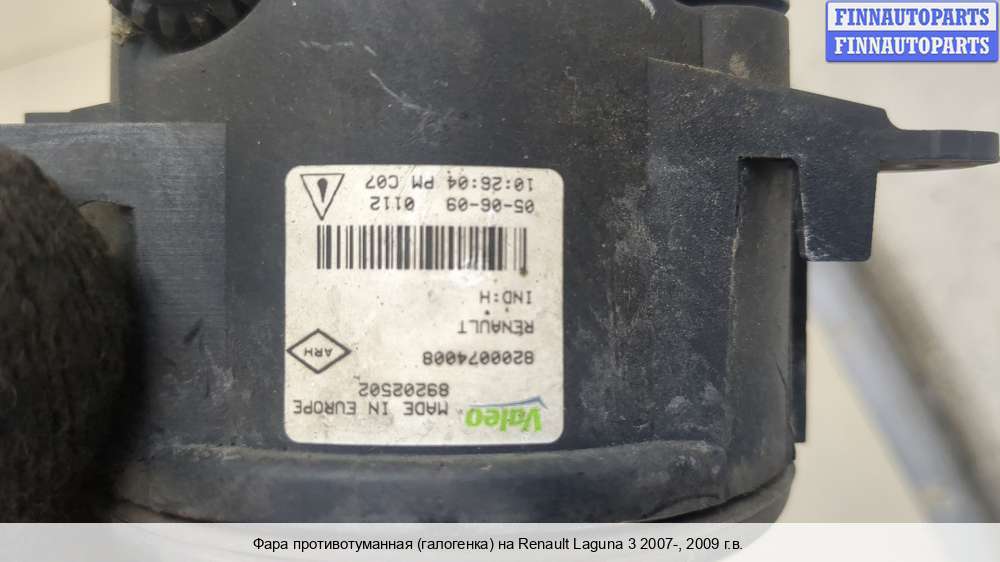 FINNAUTOPARTS
FINNAUTOPARTS
Valeo
MADE IN EUROPE
89202502
8200074008
RENAULT
ARH
IND:H
05-06-09 0112
10:26:04 PM C07
Фара противотуманная (галогенка) на Renault Laguna 3 2007-, 2009 г.в.